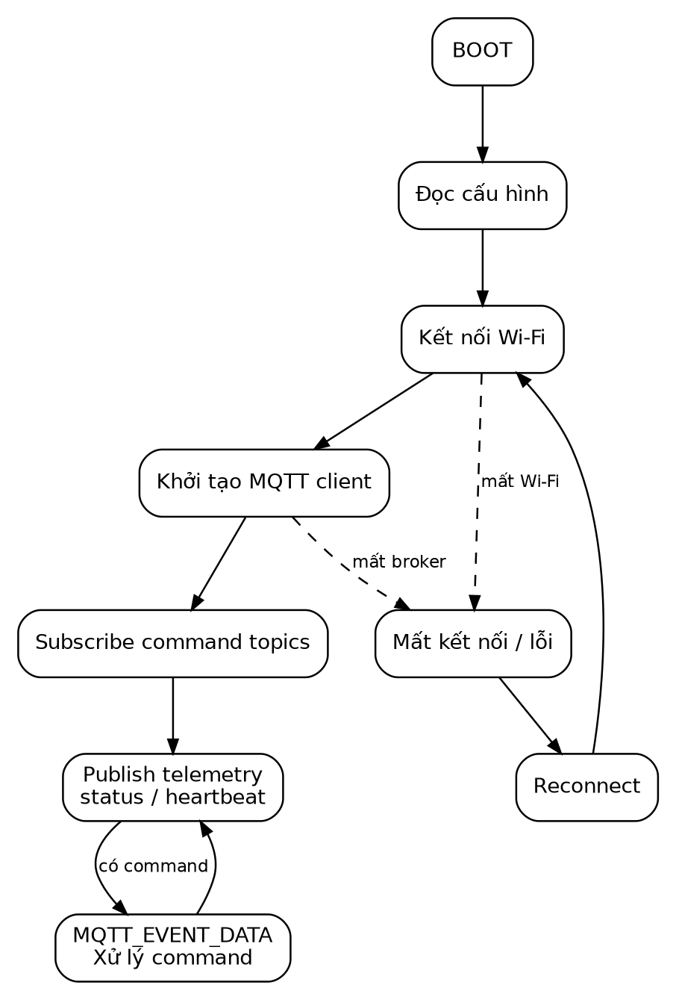 BOOT
Đọc cấu hình
Kết nối Wi-Fi
Khởi tạo MQTT client
mất Wi-Fi
mất broker
Subscribe command topics
Mất kết nối / lỗi
Publish telemetry
status / heartbeat
Reconnect
có command
MQTT_EVENT_DATA
Xử lý command